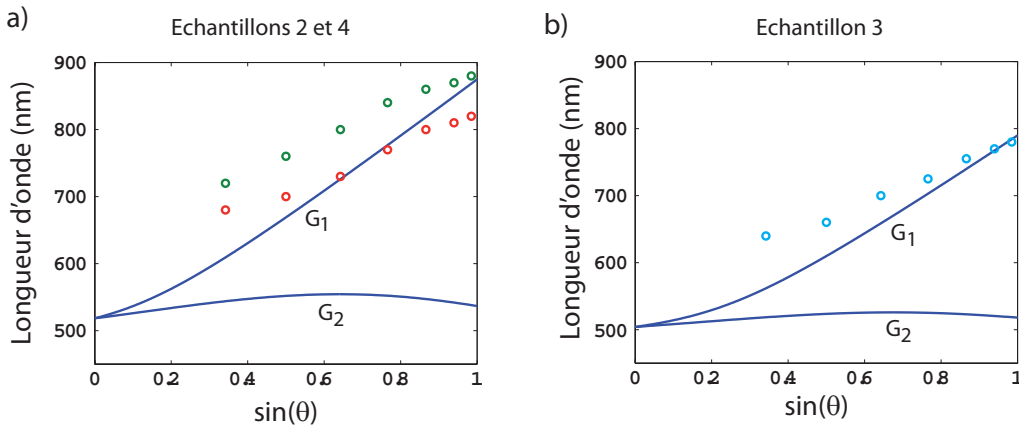 a)
Echantillons 2 et 4
Longueur d'onde (nm)
900
800
700
600
500
G1
G2
0
0.2
0.4
0.6
0.8
1
sin(θ)
b)
Echantillon 3
Longueur d'onde (nm)
900
800
700
600
500
G1
G2
0
0.2
0.4
0.6
0.8
1
sin(θ)